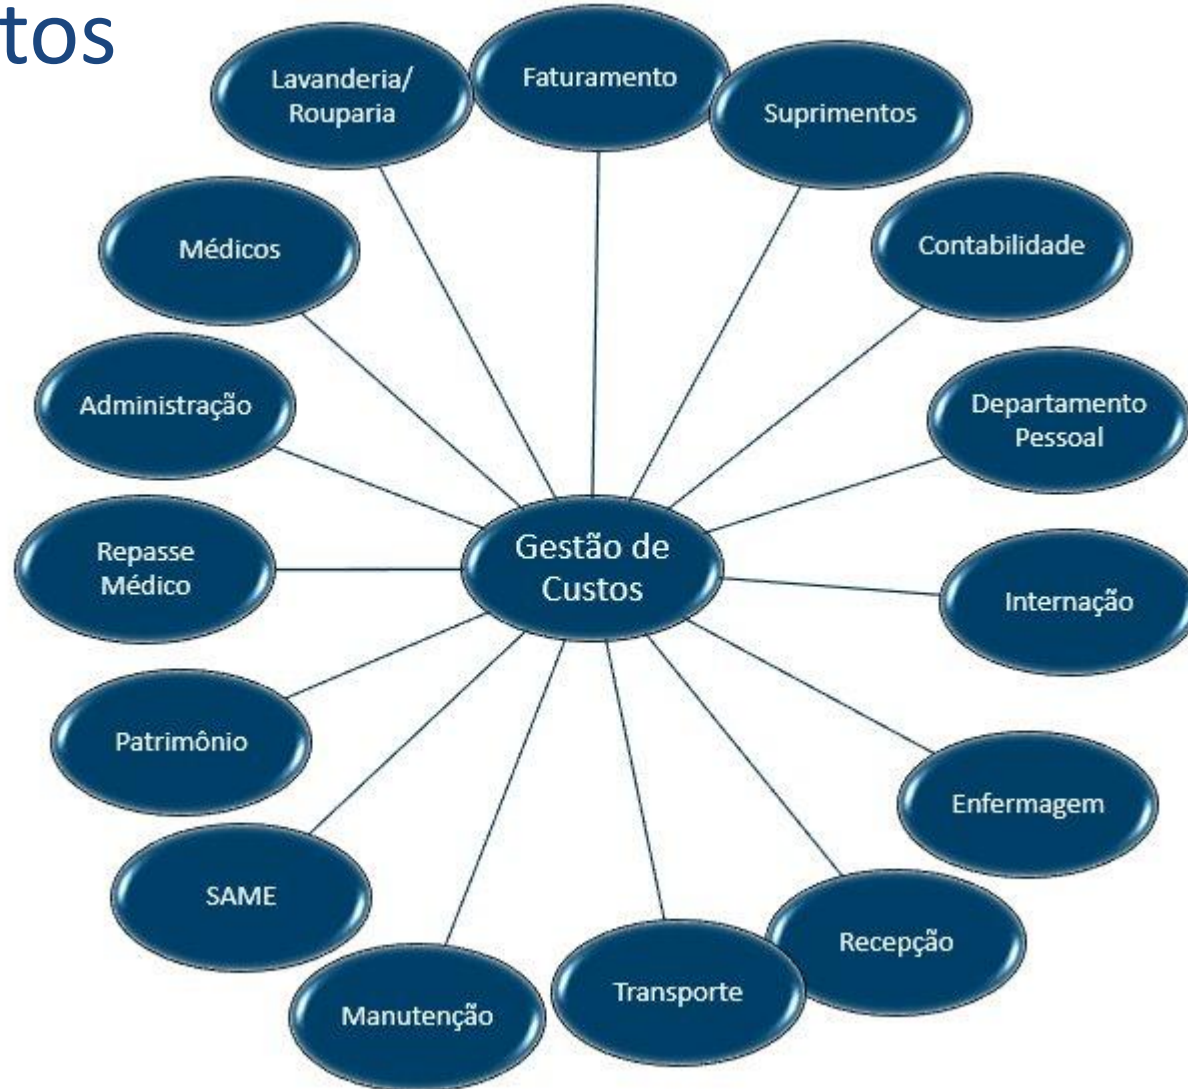 tos
Lavanderia/
Rouparia
Faturamento
Suprimentos
Contabilidade
Departamento
Pessoal
Internação
Enfermagem
Recepção
Transporte
Manutenção
SAME
Patrimônio
Repasse
Médico
Administração
Médicos
Gestão de
Custos